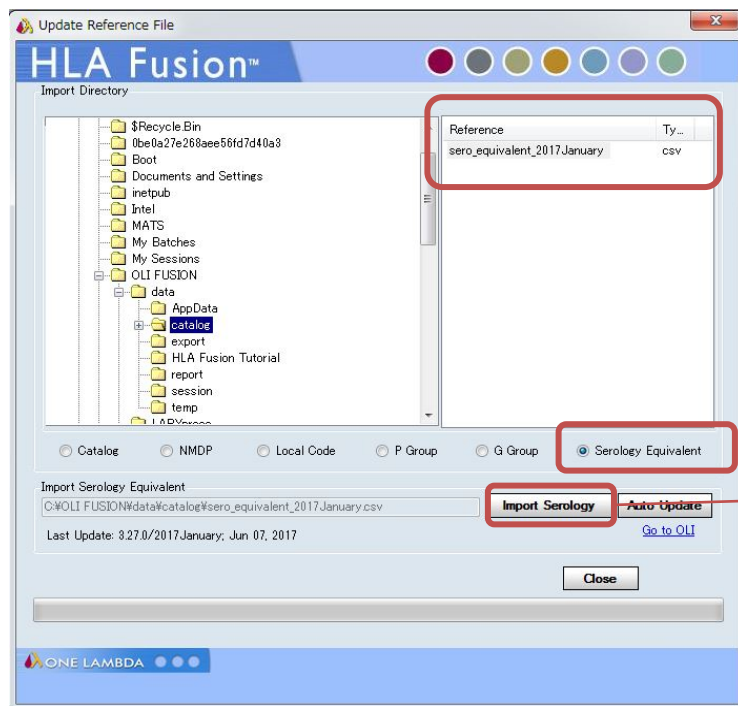 Update Reference File
HLA Fusion™
Import Directory
$Recycle.Bin
0be0a27e268aee56fd7d40a3
Boot
Documents and Settings
inetpub
Intel
MATS
My Batches
My Sessions
OLI FUSION
data
AppData
catalog
export
HLA Fusion Tutorial
report
session
temp
Reference Ty...
sero_equivalent_2017January csv
Catalog NMDP Local Code P Group G Group Serology Equivalent
Import Serology Equivalent
C:¥OLI FUSION¥data¥catalog¥sero_equivalent_2017January.csv Import Serology Auto Update
Last Update: 3.27.0/2017January; Jun 07, 2017 Go to OLI
Close
ONE LAMBDA